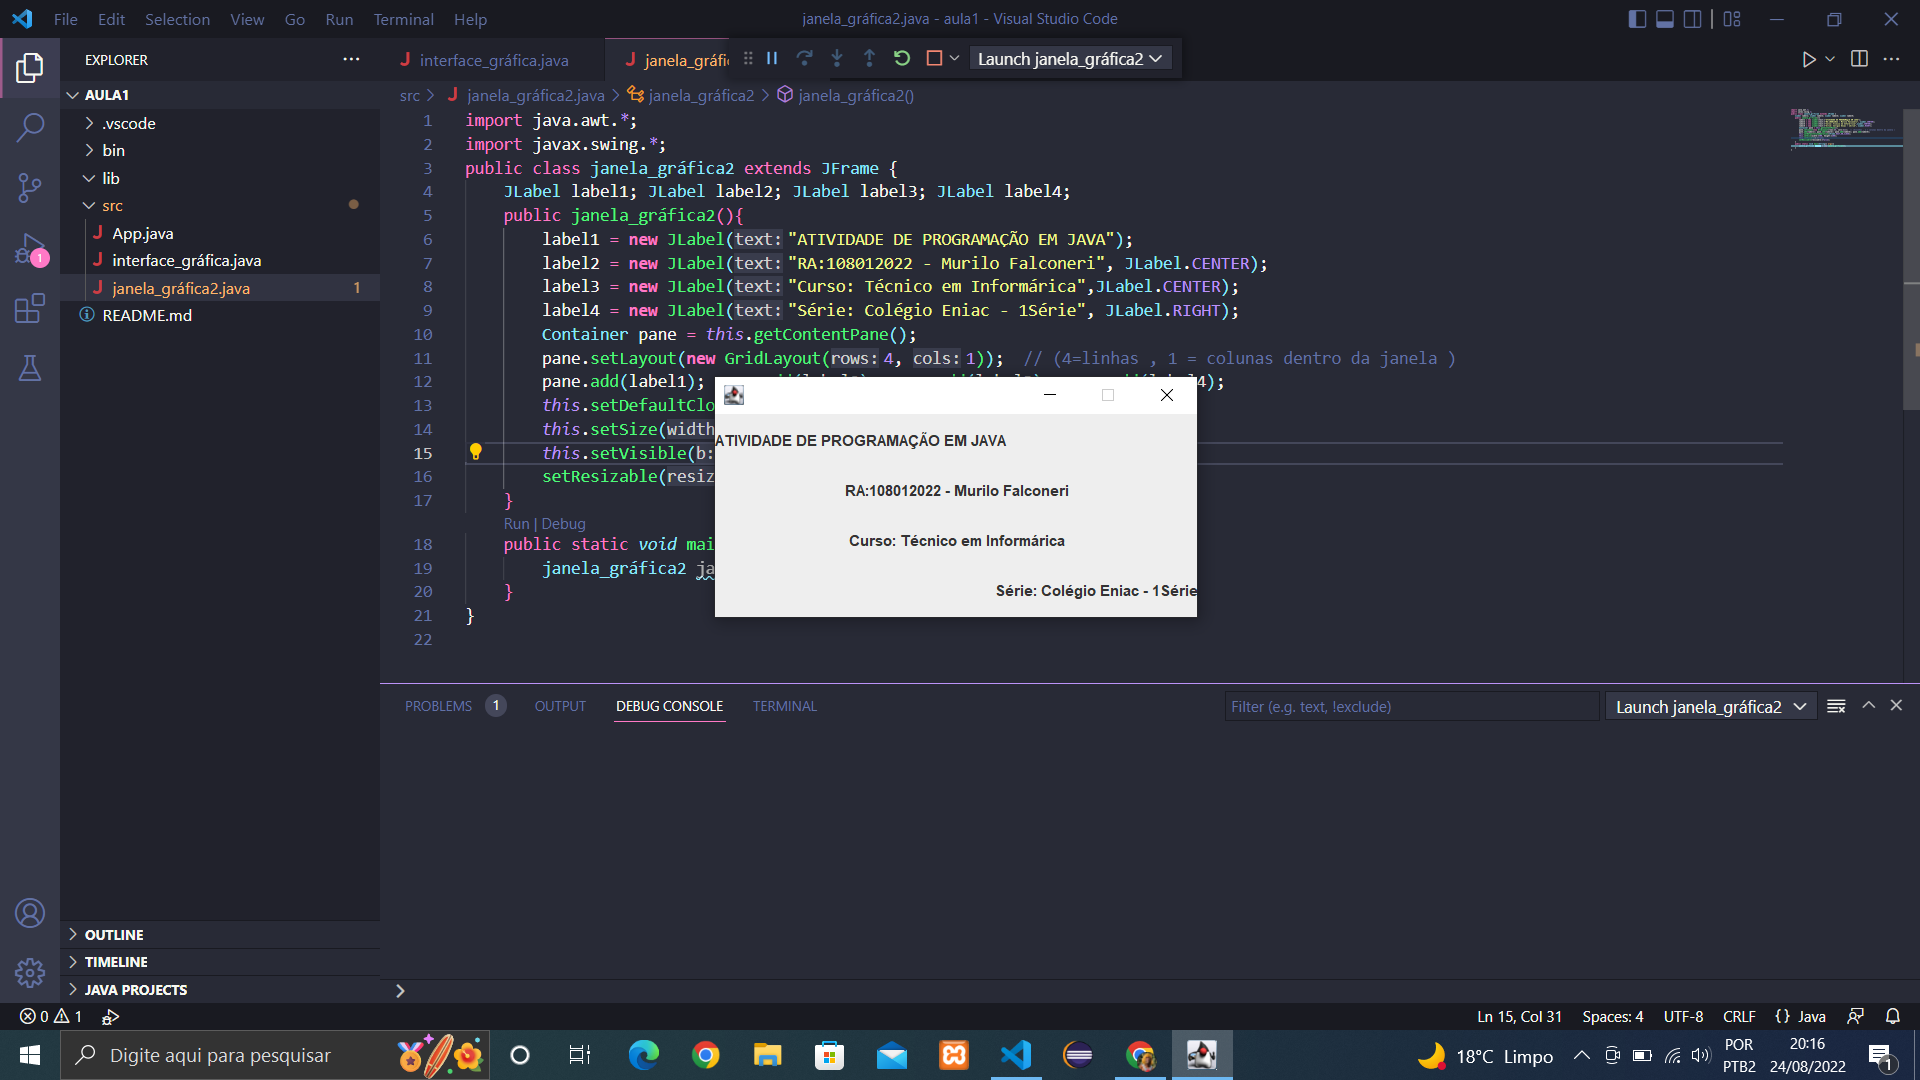 File Edit Selection View Go Run Terminal Help
janela_gráfica2.java - aula1 - Visual Studio Code
EXPLORER
interface_gráfica.java
janela_gráfi
Launch janela_gráfica2
AULA1
.vscode
bin
lib
src
App.java
interface_gráfica.java
janela_gráfica2.java 1
README.md
1
src > janela_gráfica2.java > janela_gráfica2 > janela_gráfica2()
1 import java.awt.*;
2 import javax.swing.*;
3 public class janela_gráfica2 extends JFrame {
4 JLabel label1; JLabel label2; JLabel label3; JLabel label4;
5 public janela_gráfica2(){
6 label1 = new JLabel(text:"ATIVIDADE DE PROGRAMAÇÃO EM JAVA");
7 label2 = new JLabel(text:"RA:108012022 - Murilo Falconeri", JLabel.CENTER);
8 label3 = new JLabel(text:"Curso: Técnico em Informárica",JLabel.CENTER);
9 label4 = new JLabel(text:"Série: Colégio Eniac - 1Série", JLabel.RIGHT);
10 Container pane = this.getContentPane();
11 pane.setLayout(new GridLayout(rows:4, cols:1)); // (4=linhas , 1 = colunas dentro da janela )
12 pane.add(label1); 4);
13 this.setDefaultClo
14 this.setSize(width
15 this.setVisible(b:
16 setResizable(resiz
17 }
Run | Debug
18 public static void mai
19 janela_gráfica2 ja
20 }
21 }
22
ATIVIDADE DE PROGRAMAÇÃO EM JAVA
RA:108012022 - Murilo Falconeri
Curso: Técnico em Informárica
Série: Colégio Eniac - 1Série
PROBLEMS 1 OUTPUT DEBUG CONSOLE TERMINAL
Filter (e.g. text, !exclude)
Launch janela_gráfica2
OUTLINE
TIMELINE
JAVA PROJECTS
0 1
Ln 15, Col 31 Spaces: 4 UTF-8 CRLF {} Java
Digite aqui para pesquisar
18°C Limpo
POR
PTB2
20:16
24/08/2022
1